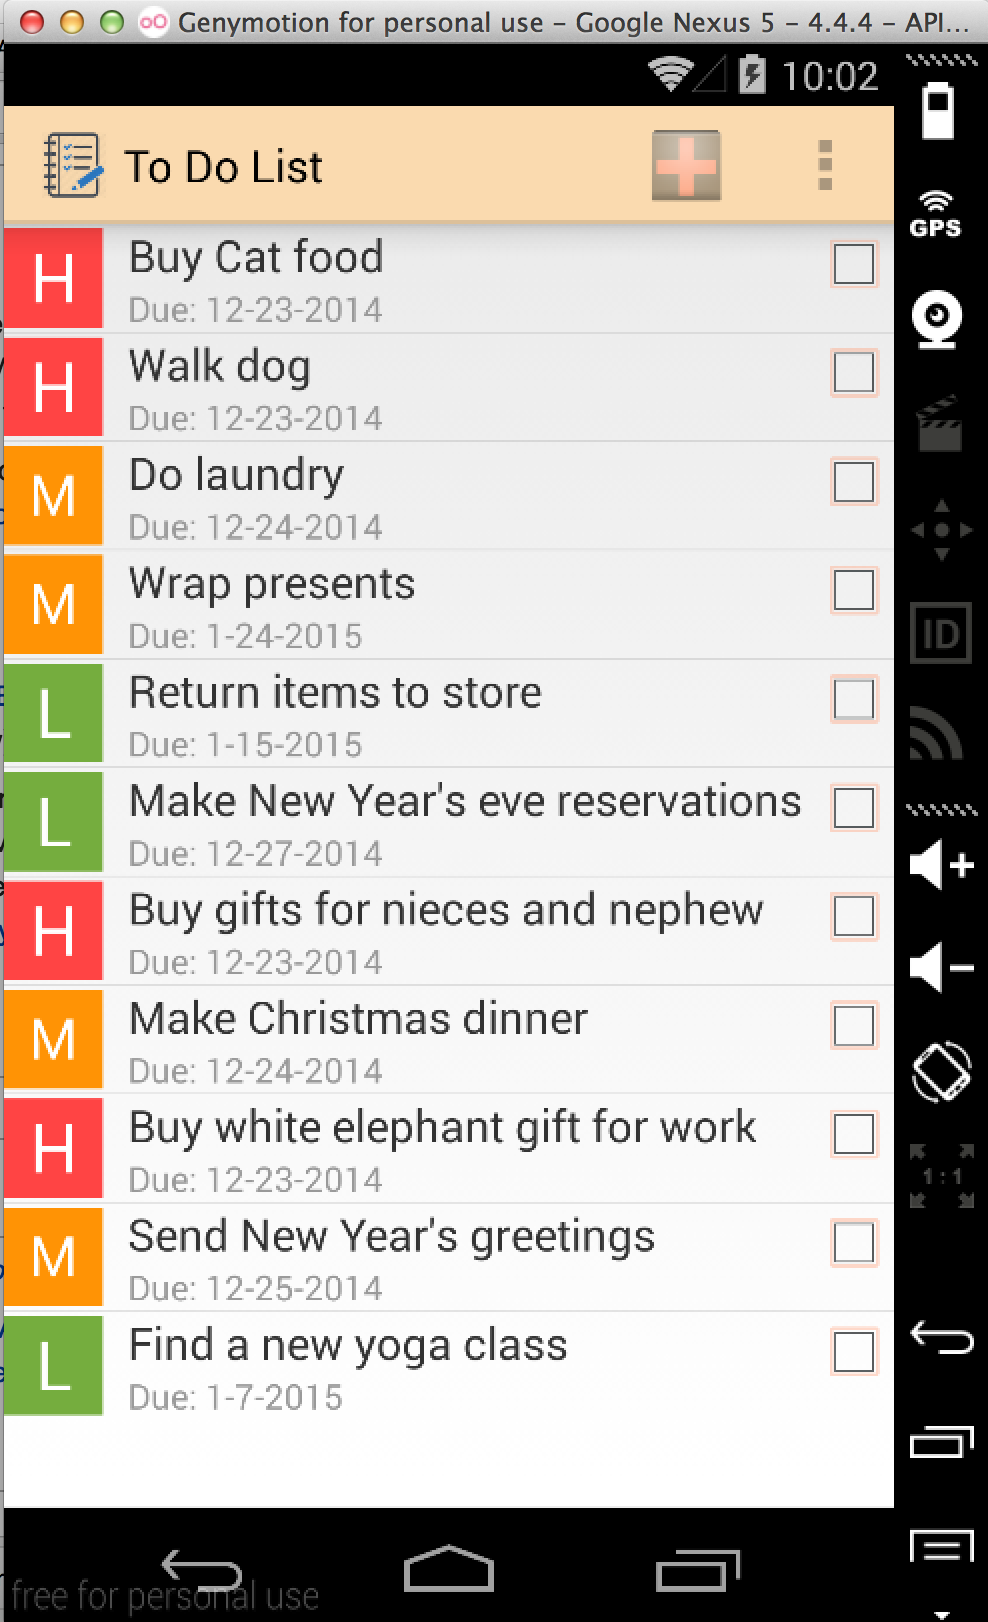 Genymotion for personal use – Google Nexus 5 – 4.4.4 – API...
10:02
To Do List
GPS
H
Buy Cat food
Due: 12-23-2014
H
Walk dog
Due: 12-23-2014
M
Do laundry
Due: 12-24-2014
M
Wrap presents
Due: 1-24-2015
ID
L
Return items to store
Due: 1-15-2015
L
Make New Year's eve reservations
Due: 12-27-2014
H
Buy gifts for nieces and nephew
Due: 12-23-2014
M
Make Christmas dinner
Due: 12-24-2014
H
Buy white elephant gift for work
Due: 12-23-2014
1:1
M
Send New Year's greetings
Due: 12-25-2014
L
Find a new yoga class
Due: 1-7-2015
free for personal use